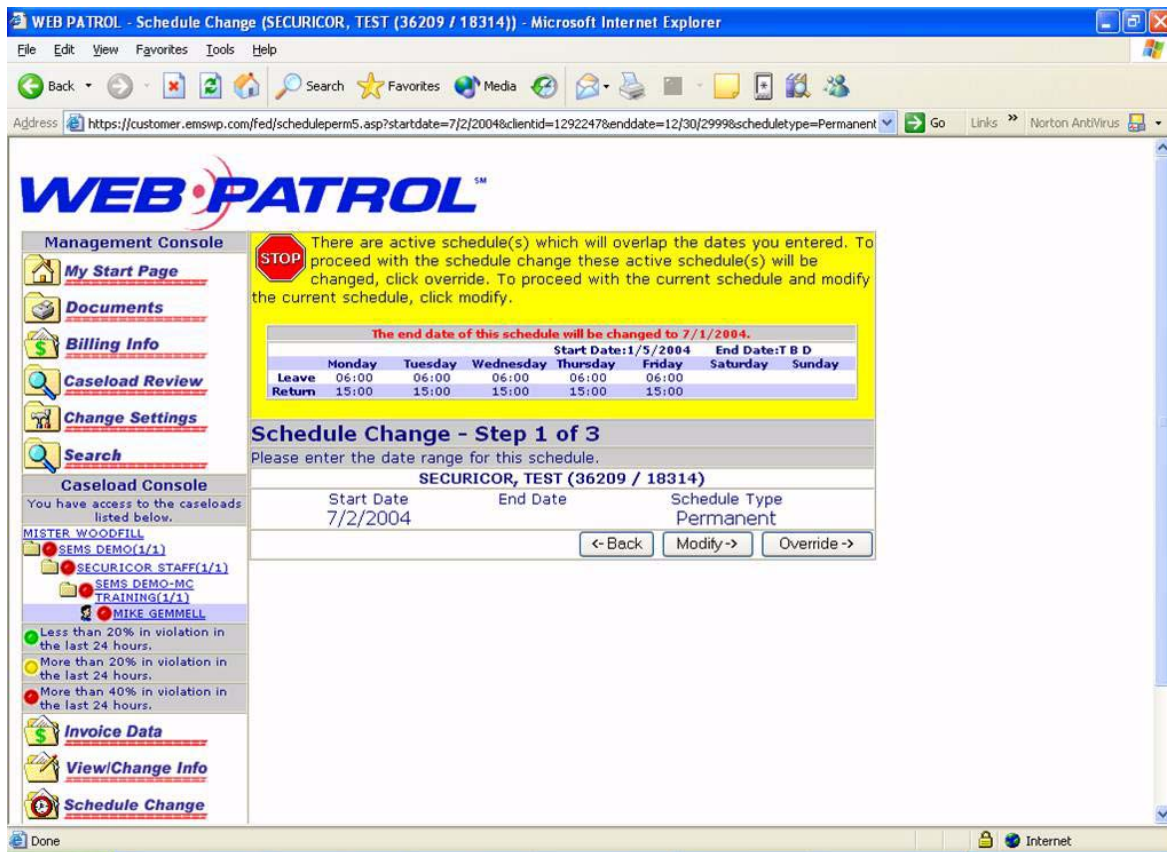 WEB PATROL - Schedule Change (SECURICOR, TEST (36209 / 18314)) - Microsoft Internet Explorer
File Edit View Favorites Tools Help
Back Search Favorites Media
Address https://customer.emswp.com/fed/scheduleperm5.asp?startdate=7/2/2004&clientid=1292247&enddate=12/30/2999&scheduletype=Permanent Go Links » Norton AntiVirus
WEB PATROL SM
Management Console
My Start Page
Documents
Billing Info
Caseload Review
Change Settings
Search
Caseload Console
You have access to the caseloads
listed below.
MISTER WOODFILL
SEMS DEMO(1/1)
SECURICOR STAFF(1/1)
SEMS DEMO-MC
TRAINING(1/1)
MIKE GEMMELL
Less than 20% in violation in
the last 24 hours.
More than 20% in violation in
the last 24 hours.
More than 40% in violation in
the last 24 hours.
Invoice Data
View/Change Info
Schedule Change
STOP
There are active schedule(s) which will overlap the dates you entered. To
proceed with the schedule change these active schedule(s) will be
changed, click override. To proceed with the current schedule and modify
the current schedule, click modify.
The end date of this schedule will be changed to 7/1/2004.
Start Date:1/5/2004 End Date:T B D
Monday Tuesday Wednesday Thursday Friday Saturday Sunday
Leave 06:00 06:00 06:00 06:00 06:00
Return 15:00 15:00 15:00 15:00 15:00
Schedule Change - Step 1 of 3
Please enter the date range for this schedule.
SECURICOR, TEST (36209 / 18314)
Start Date End Date Schedule Type
7/2/2004 Permanent
<- Back Modify -> Override ->
Done Internet